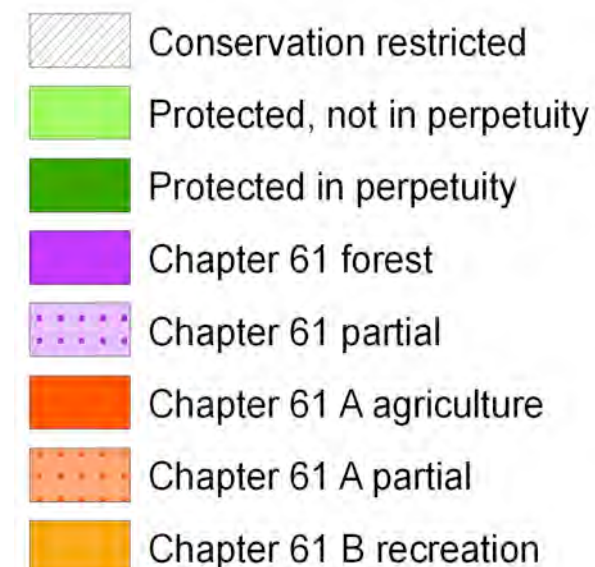 Conservation restricted
Protected, not in perpetuity
Protected in perpetuity
Chapter 61 forest
Chapter 61 partial
Chapter 61 A agriculture
Chapter 61 A partial
Chapter 61 B recreation